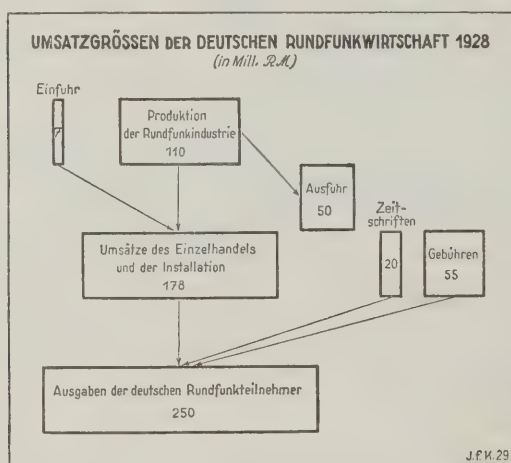 UMSATZGRÖSSEN DER DEUTSCHEN RUNDFUNKWIRTSCHAFT 1928
(in Mill. RM)
Einfuhr
7
Produktion
der Rundfunkindustrie
110
Ausfuhr
50
Zeit-
schriften
20
Gebühren
55
Umsätze des Einzelhandels
und der Installation
178
Ausgaben der deutschen Rundfunkteilnehmer
250
J.f.K.29